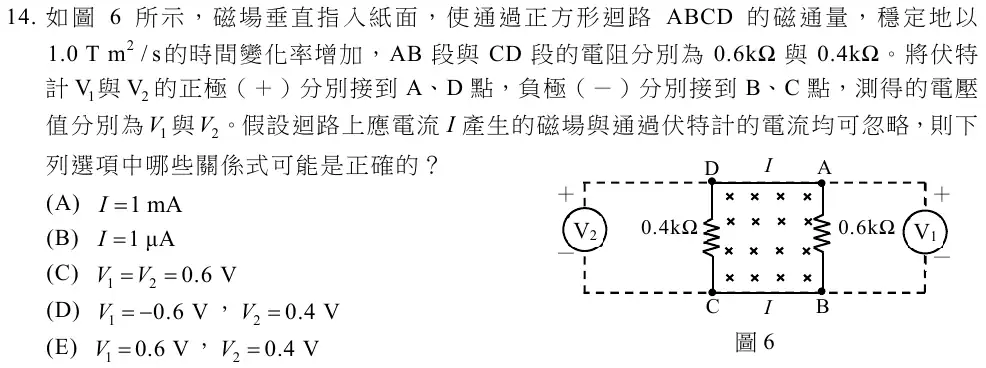 14. 如圖 6 所示，磁場垂直指入紙面，使通過正方形迴路 ABCD 的磁通量，穩定地以
1.0 T m²/s的時間變化率增加，AB 段與 CD 段的電阻分別為 0.6kΩ 與 0.4kΩ。將伏特
計 V₁與 V₂ 的正極（＋）分別接到 A、D 點，負極（－）分別接到 B、C 點，測得的電壓
值分別為 V₁ 與 V₂。假設迴路上應電流 I 產生的磁場與通過伏特計的電流均可忽略，則下
列選項中哪些關係式可能是正確的？
(A) I = 1 mA
(B) I = 1 μA
(C) V₁ = V₂ = 0.6 V
(D) V₁ = −0.6 V ， V₂ = 0.4 V
(E) V₁ = 0.6 V ， V₂ = 0.4 V
D I A
+ +
V₂ 0.4kΩ 0.6kΩ V₁
− −
C I B
圖 6